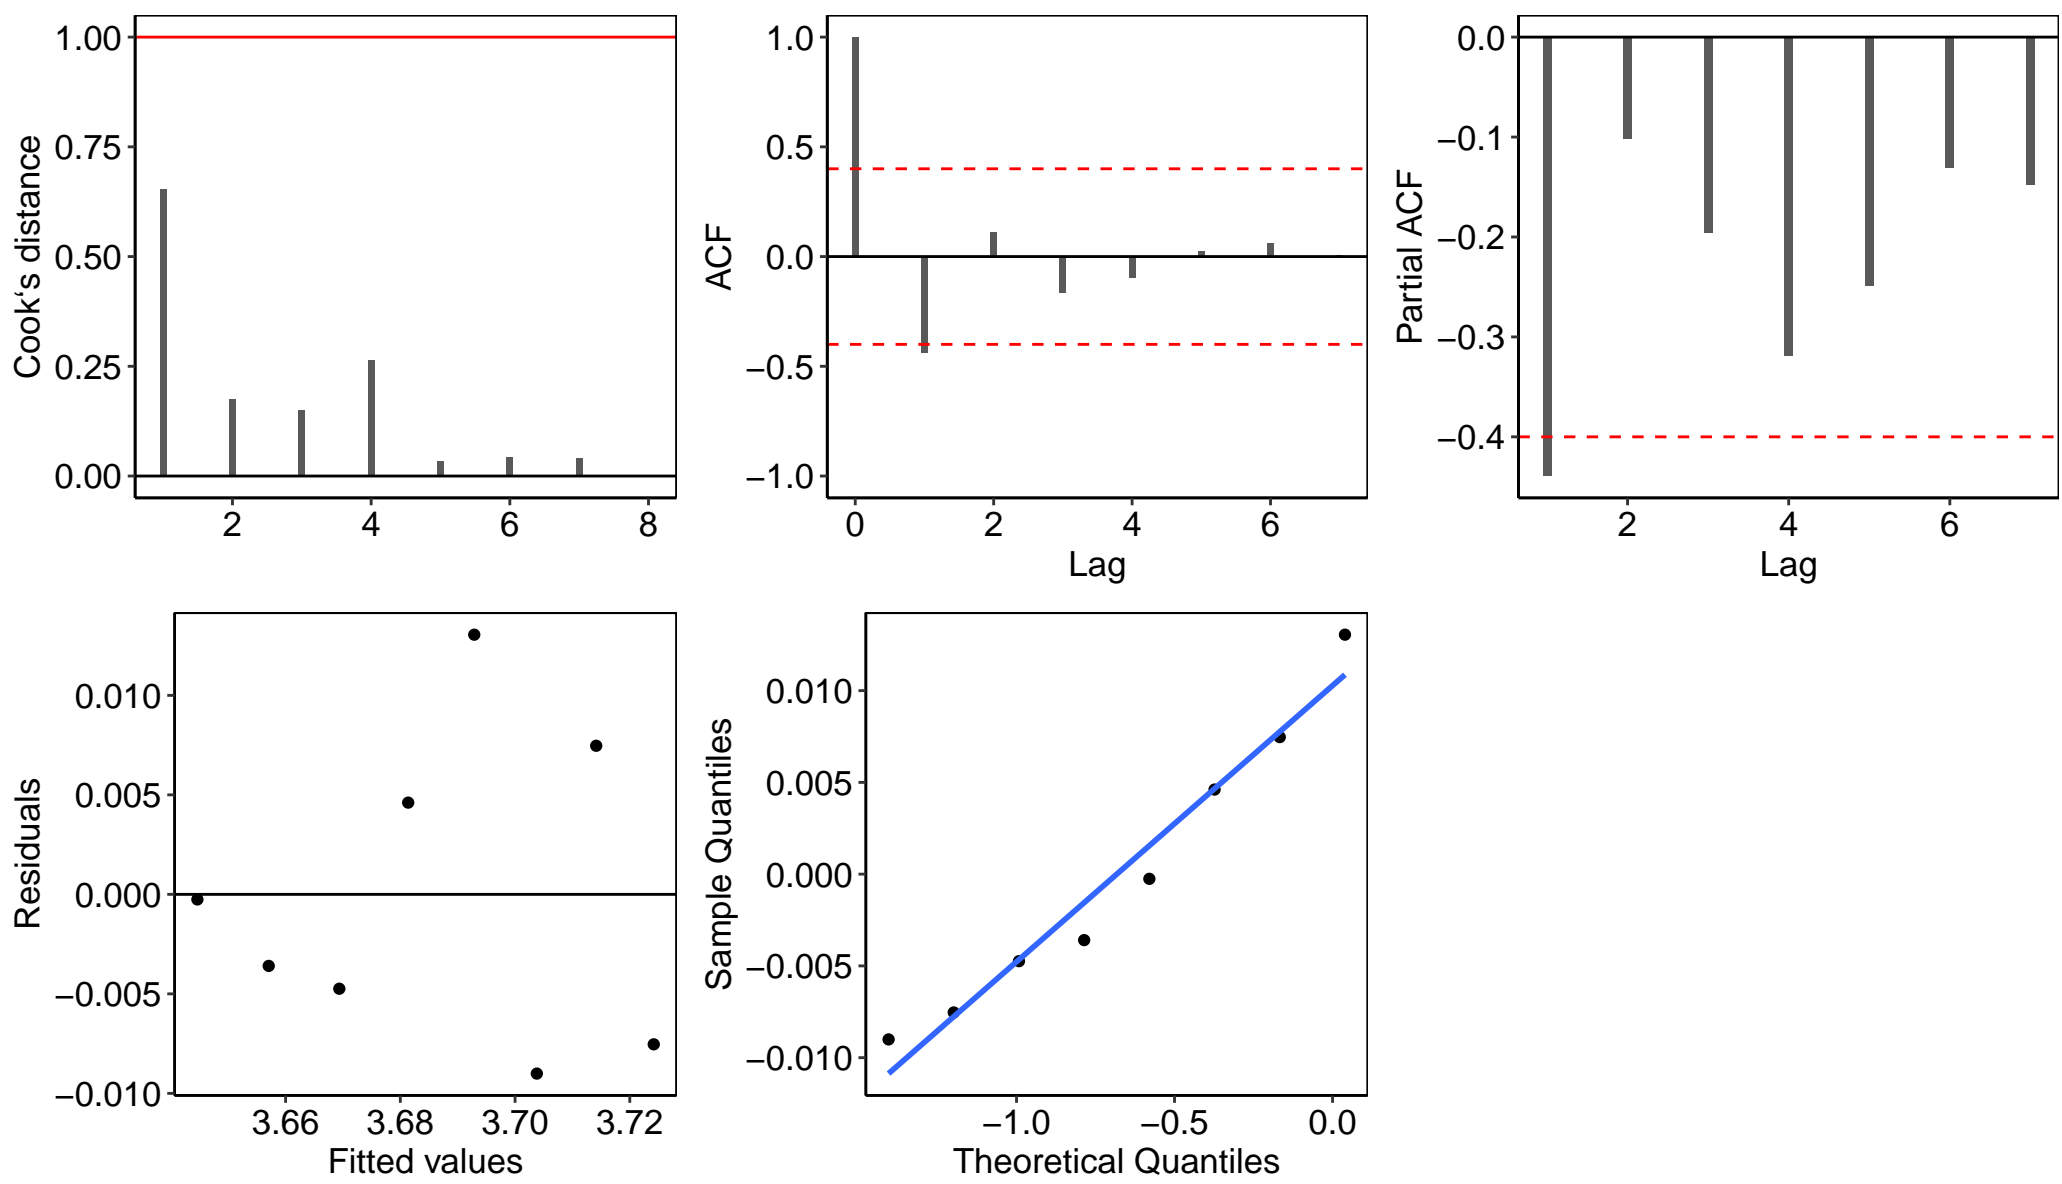 Cook‘s distance
1.00
0.75
0.50
0.25
0.00
2 4 6 8
ACF
1.0
0.5
0.0
−0.5
−1.0
0 2 4 6
Lag
Partial ACF
0.0
−0.1
−0.2
−0.3
−0.4
2 4 6
Lag
Residuals
0.010
0.005
0.000
−0.005
−0.010
3.66 3.68 3.70 3.72
Fitted values
Sample Quantiles
0.010
0.005
0.000
−0.005
−0.010
−1.0 −0.5 0.0
Theoretical Quantiles